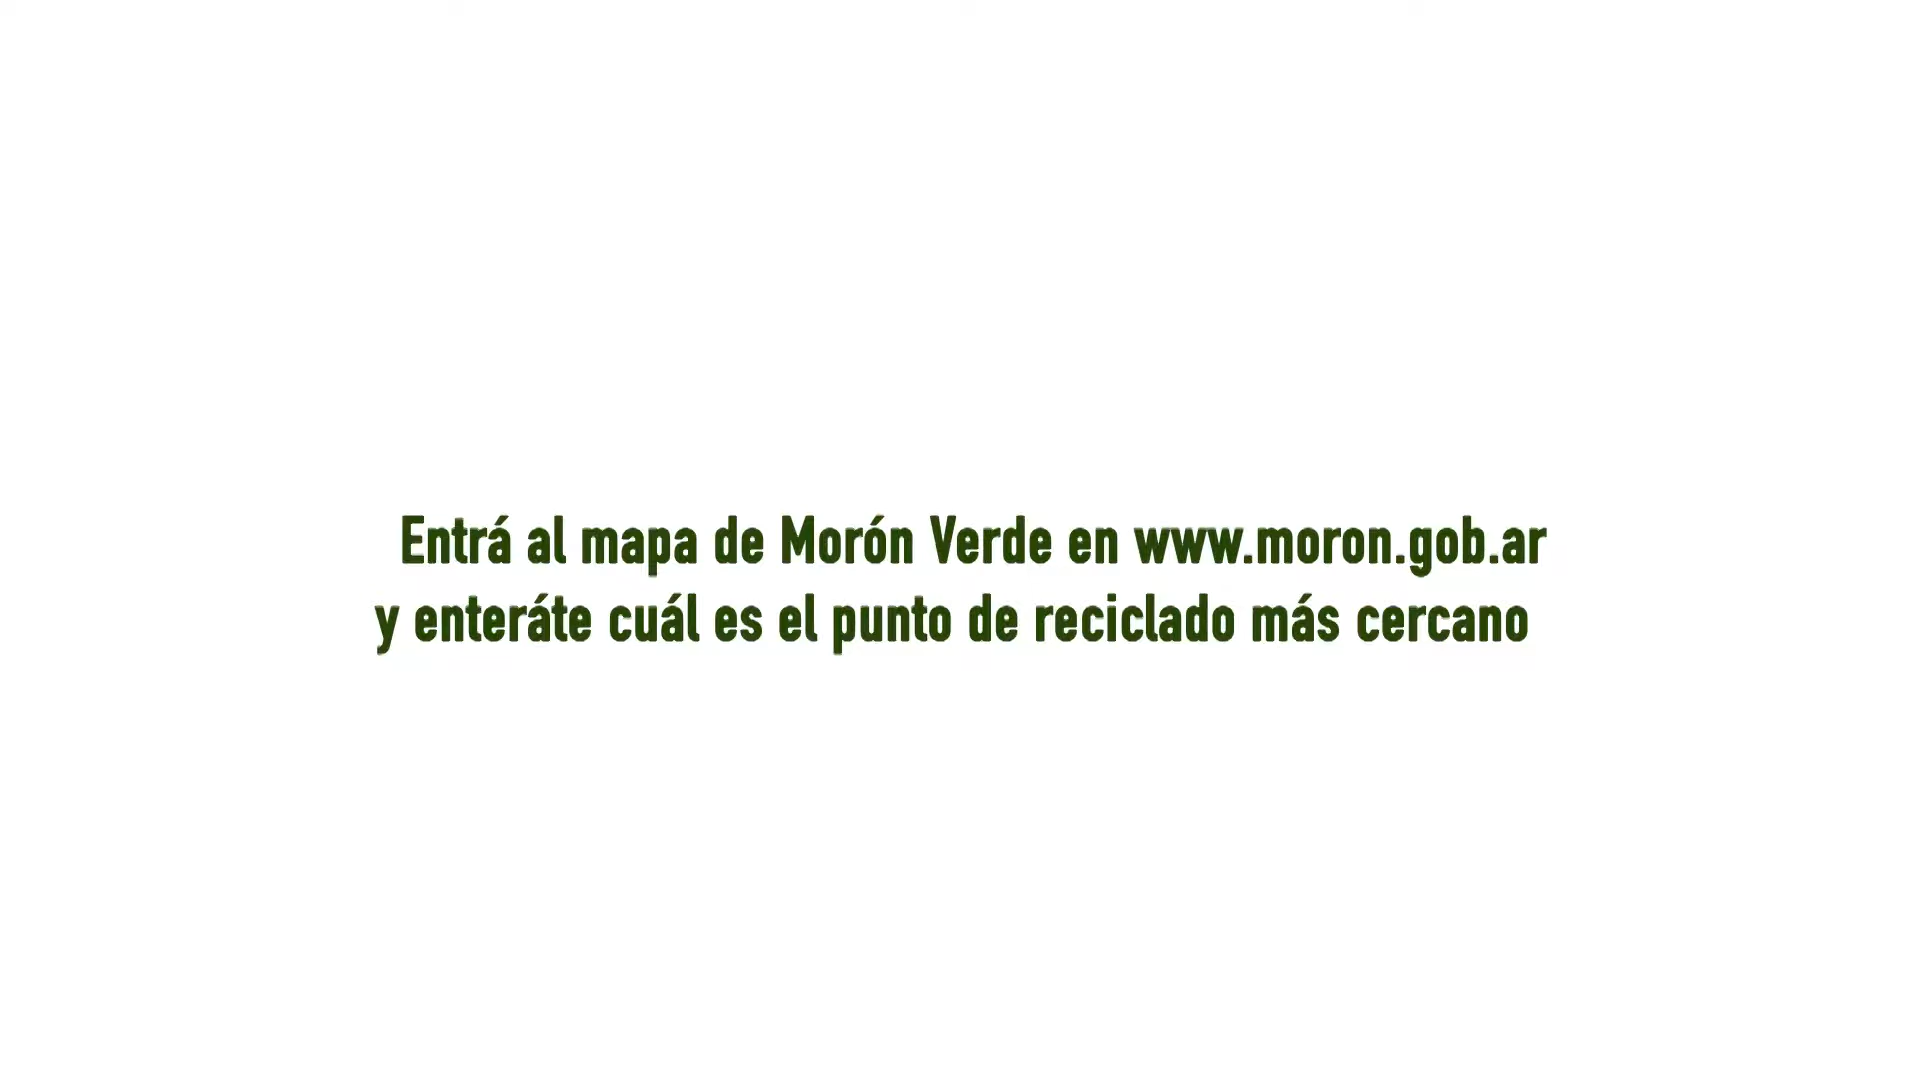 Entrá al mapa de Morón Verde en www.moron.gob.ar
y enteráte cuál es el punto de reciclado más cercano